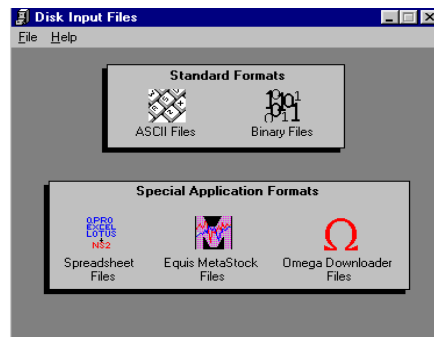 Disk Input Files
File Help
Standard Formats
ASCII Files
Binary Files
Special Application Formats
QPRO
EXCEL
LOTUS
NS2
Spreadsheet
Files
Equis MetaStock
Files
Omega Downloader
Files